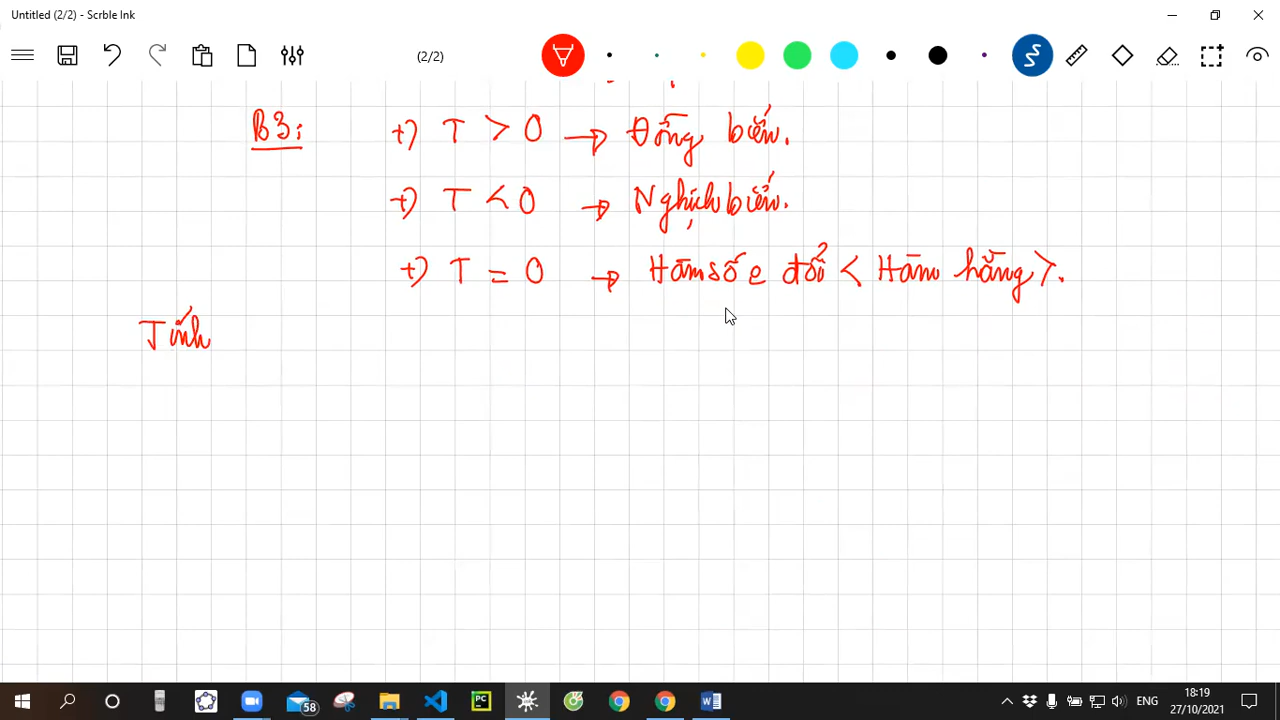 Untitled (2/2) - Scrble Ink
(2/2)
B3: +) T > 0 → Đồng biến.
+) T < 0 → Nghịch biến.
+) T = 0 → Hàm số e đổi < Hàm hằng >.
Tính
58
PC
ENG
18:19
27/10/2021